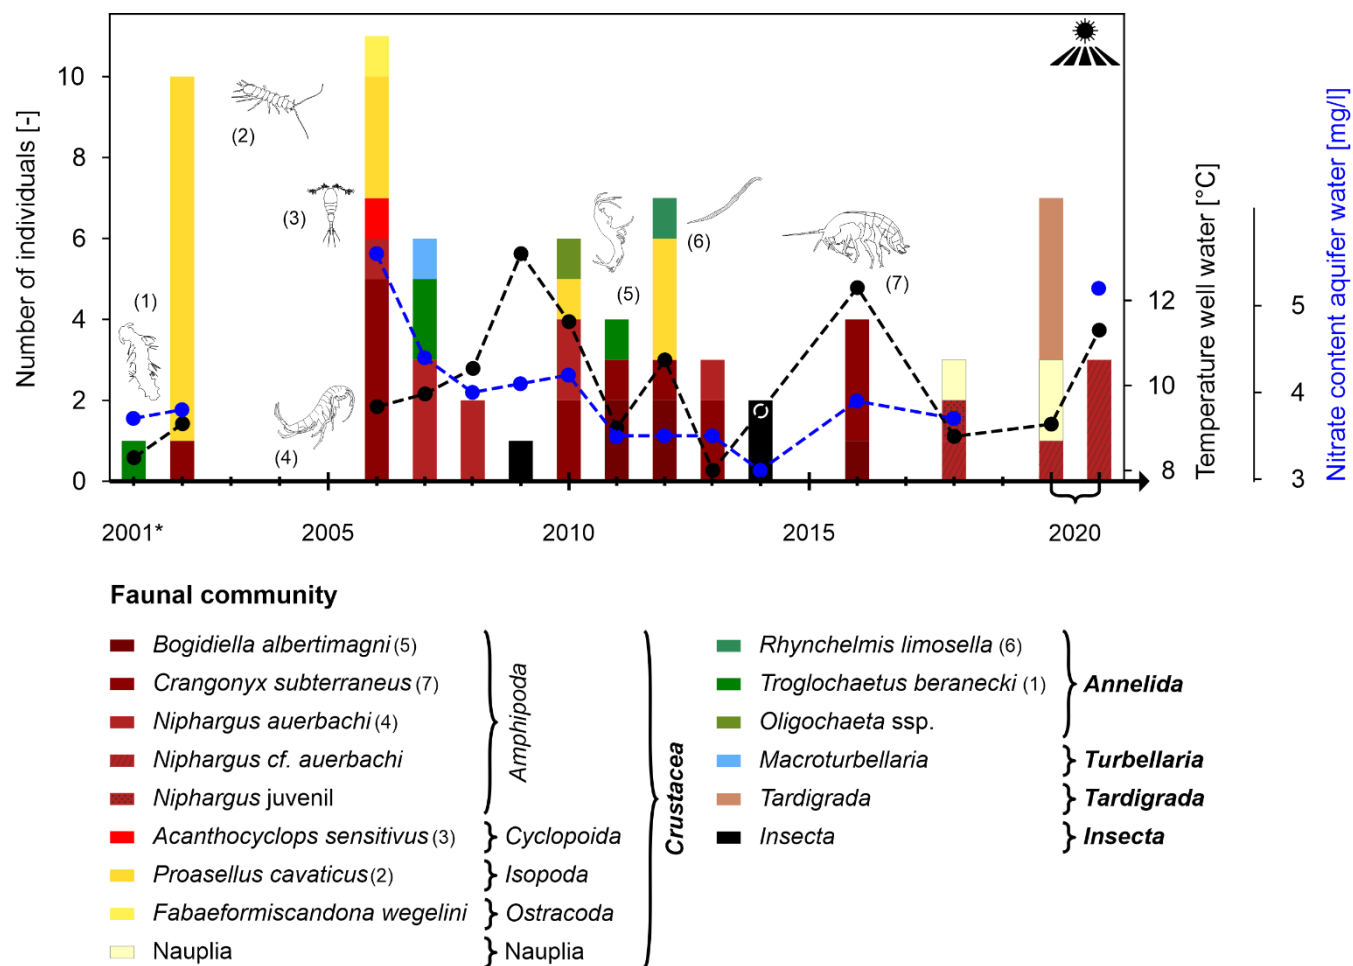 Number of individuals [-]
10
8
6
4
2
0
(1)
(2)
(3)
(4)
(5)
(6)
(7)
2001*
2005
2010
2015
2020
12
10
8
Temperature well water [°C]
5
4
3
Nitrate content aquifer water [mg/l]
Faunal community
Bogidiella albertimagni (5)
Crangonyx subterraneus (7)
Niphargus auerbachi (4)
Niphargus cf. auerbachi
Niphargus juvenil
Amphipoda
Acanthocyclops sensitivus (3)
Cyclopoida
Proasellus cavaticus (2)
Isopoda
Fabaeformiscandona wegelini
Ostracoda
Nauplia
Nauplia
Crustacea
Rhynchelmis limosella (6)
Troglochaetus beranecki (1)
Oligochaeta ssp.
Annelida
Macroturbellaria
Turbellaria
Tardigrada
Tardigrada
Insecta
Insecta